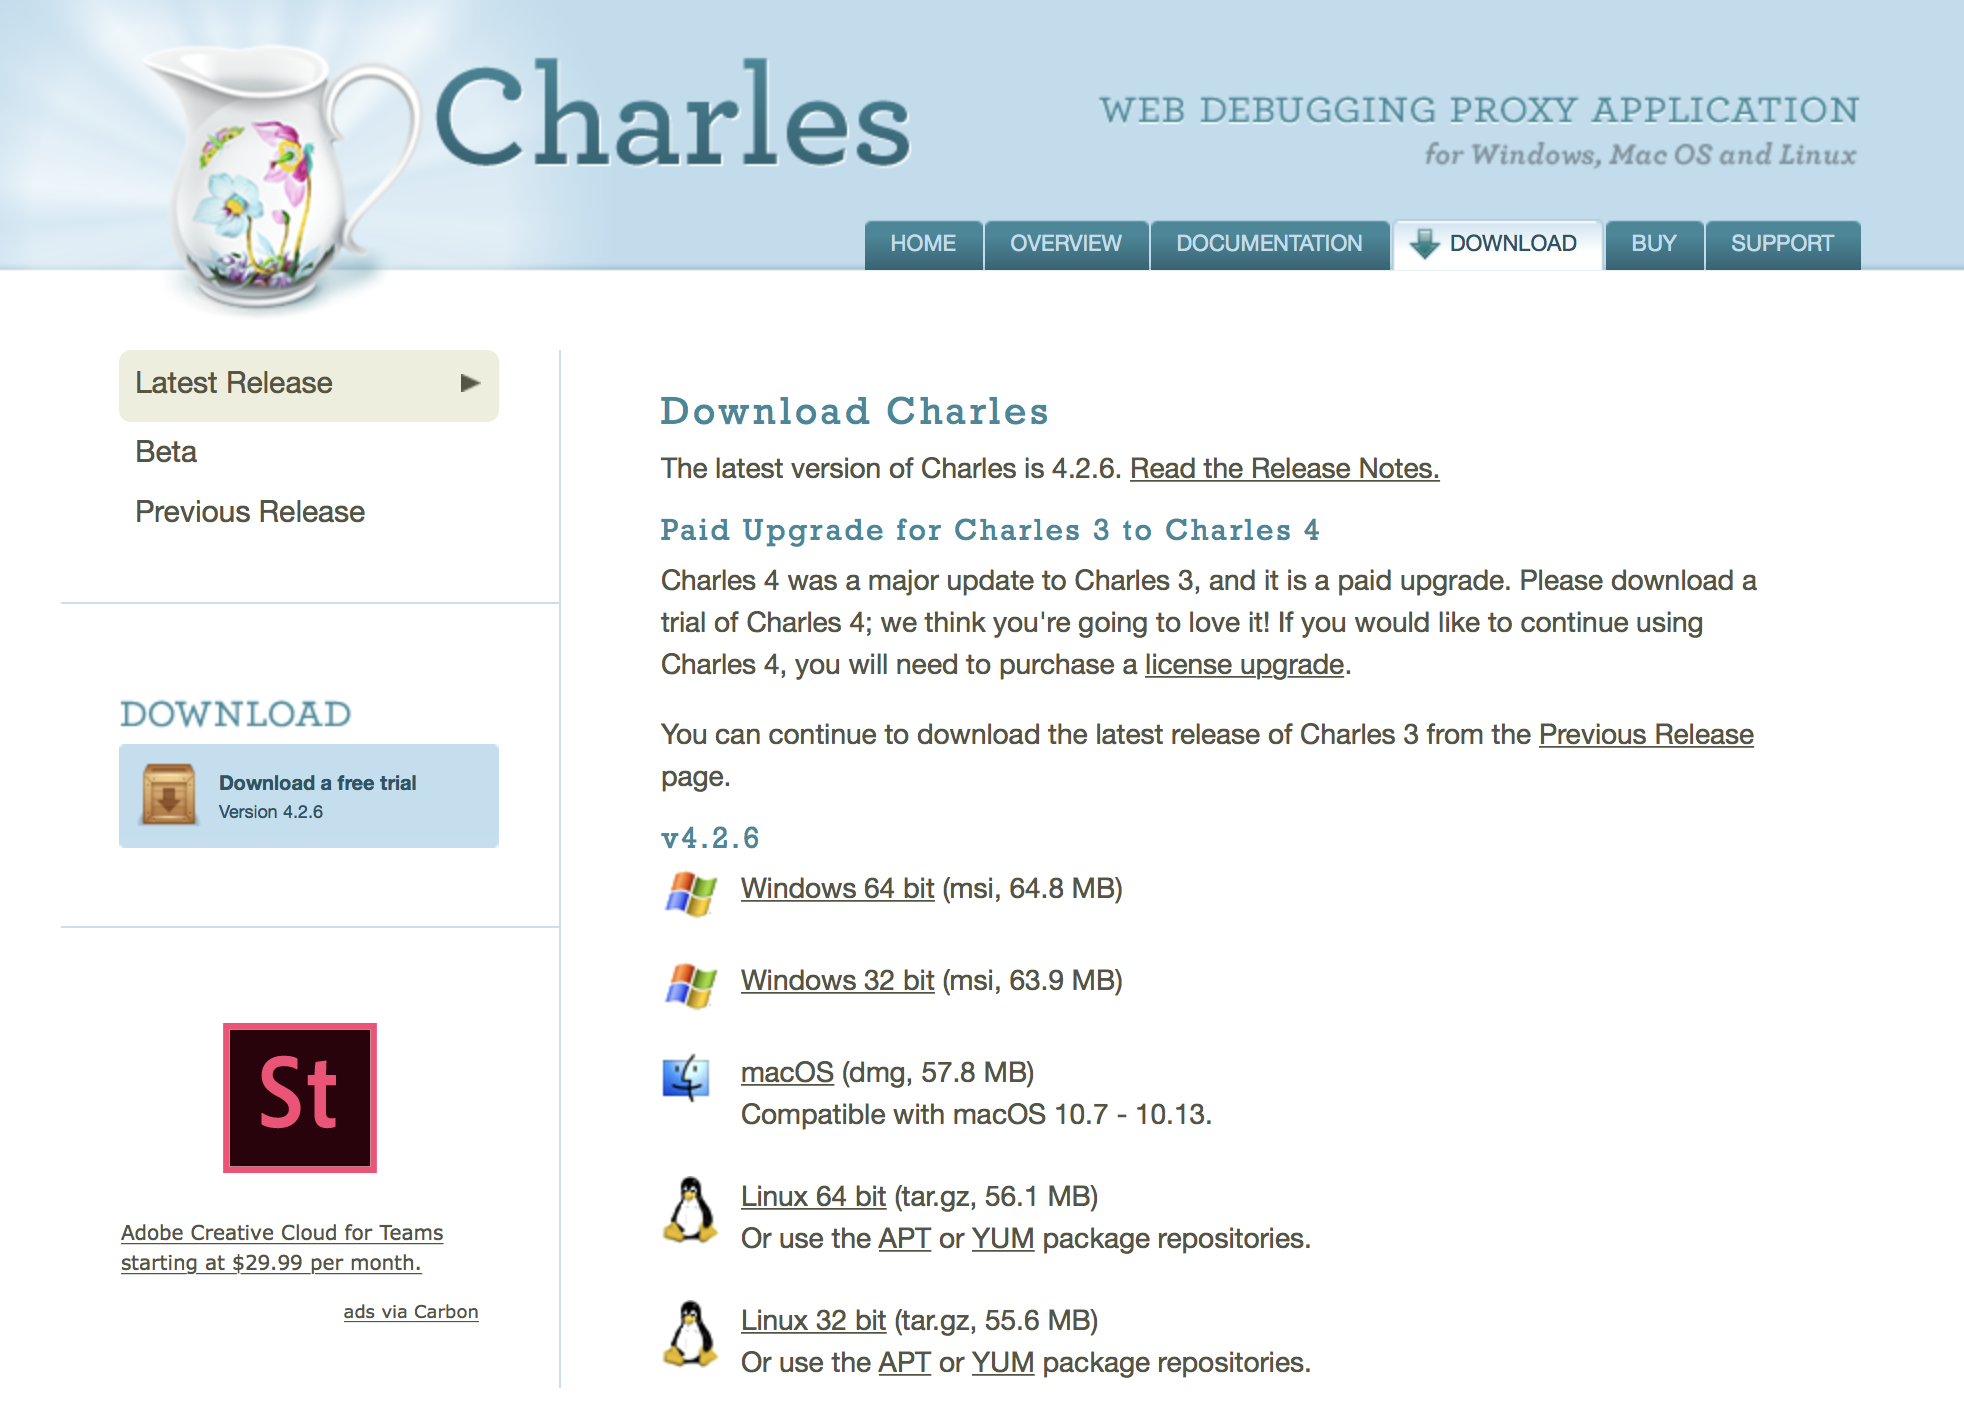 Charles
WEB DEBUGGING PROXY APPLICATION
for Windows, Mac OS and Linux
HOME
OVERVIEW
DOCUMENTATION
DOWNLOAD
BUY
SUPPORT
Latest Release
Beta
Previous Release
DOWNLOAD
Download a free trial
Version 4.2.6
St
Adobe Creative Cloud for Teams
starting at $29.99 per month.
ads via Carbon
Download Charles
The latest version of Charles is 4.2.6. Read the Release Notes.
Paid Upgrade for Charles 3 to Charles 4
Charles 4 was a major update to Charles 3, and it is a paid upgrade. Please download a
trial of Charles 4; we think you're going to love it! If you would like to continue using
Charles 4, you will need to purchase a license upgrade.
You can continue to download the latest release of Charles 3 from the Previous Release
page.
v4.2.6
Windows 64 bit (msi, 64.8 MB)
Windows 32 bit (msi, 63.9 MB)
macOS (dmg, 57.8 MB)
Compatible with macOS 10.7 - 10.13.
Linux 64 bit (tar.gz, 56.1 MB)
Or use the APT or YUM package repositories.
Linux 32 bit (tar.gz, 55.6 MB)
Or use the APT or YUM package repositories.